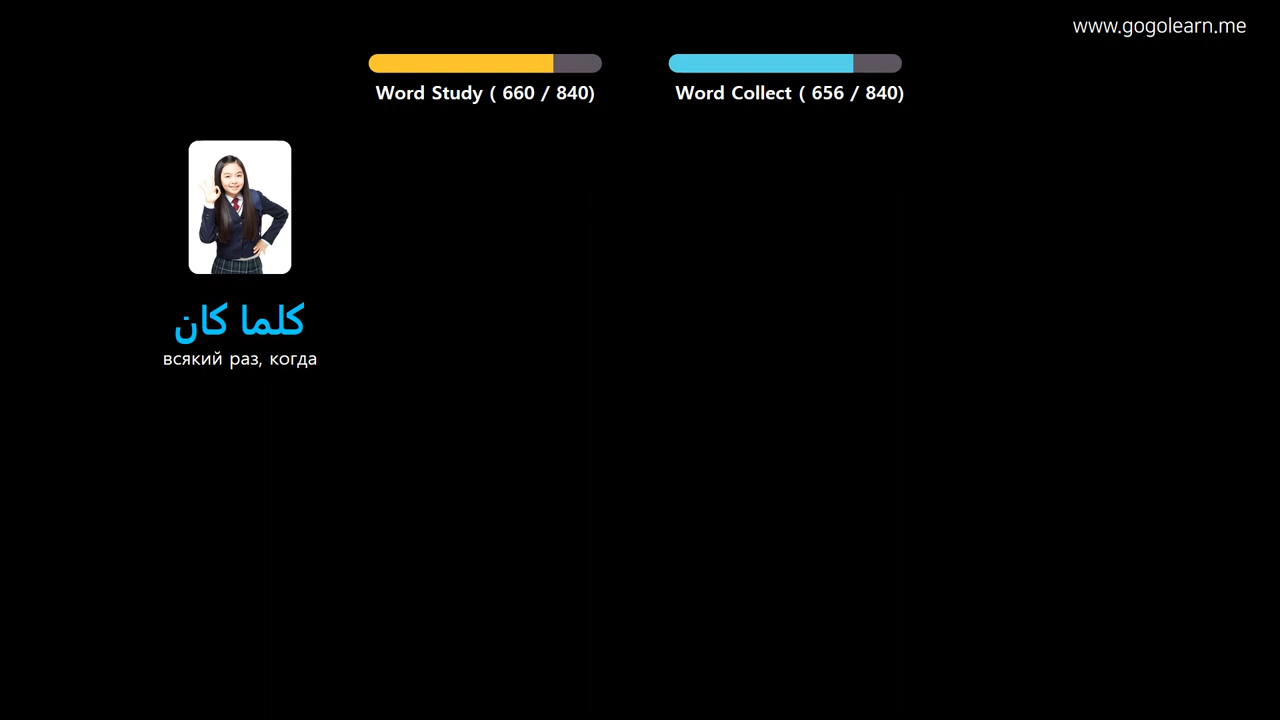 www.gogolearn.me
Word Study ( 660 / 840)
Word Collect ( 656 / 840)
كلما كان
всякий раз, когда